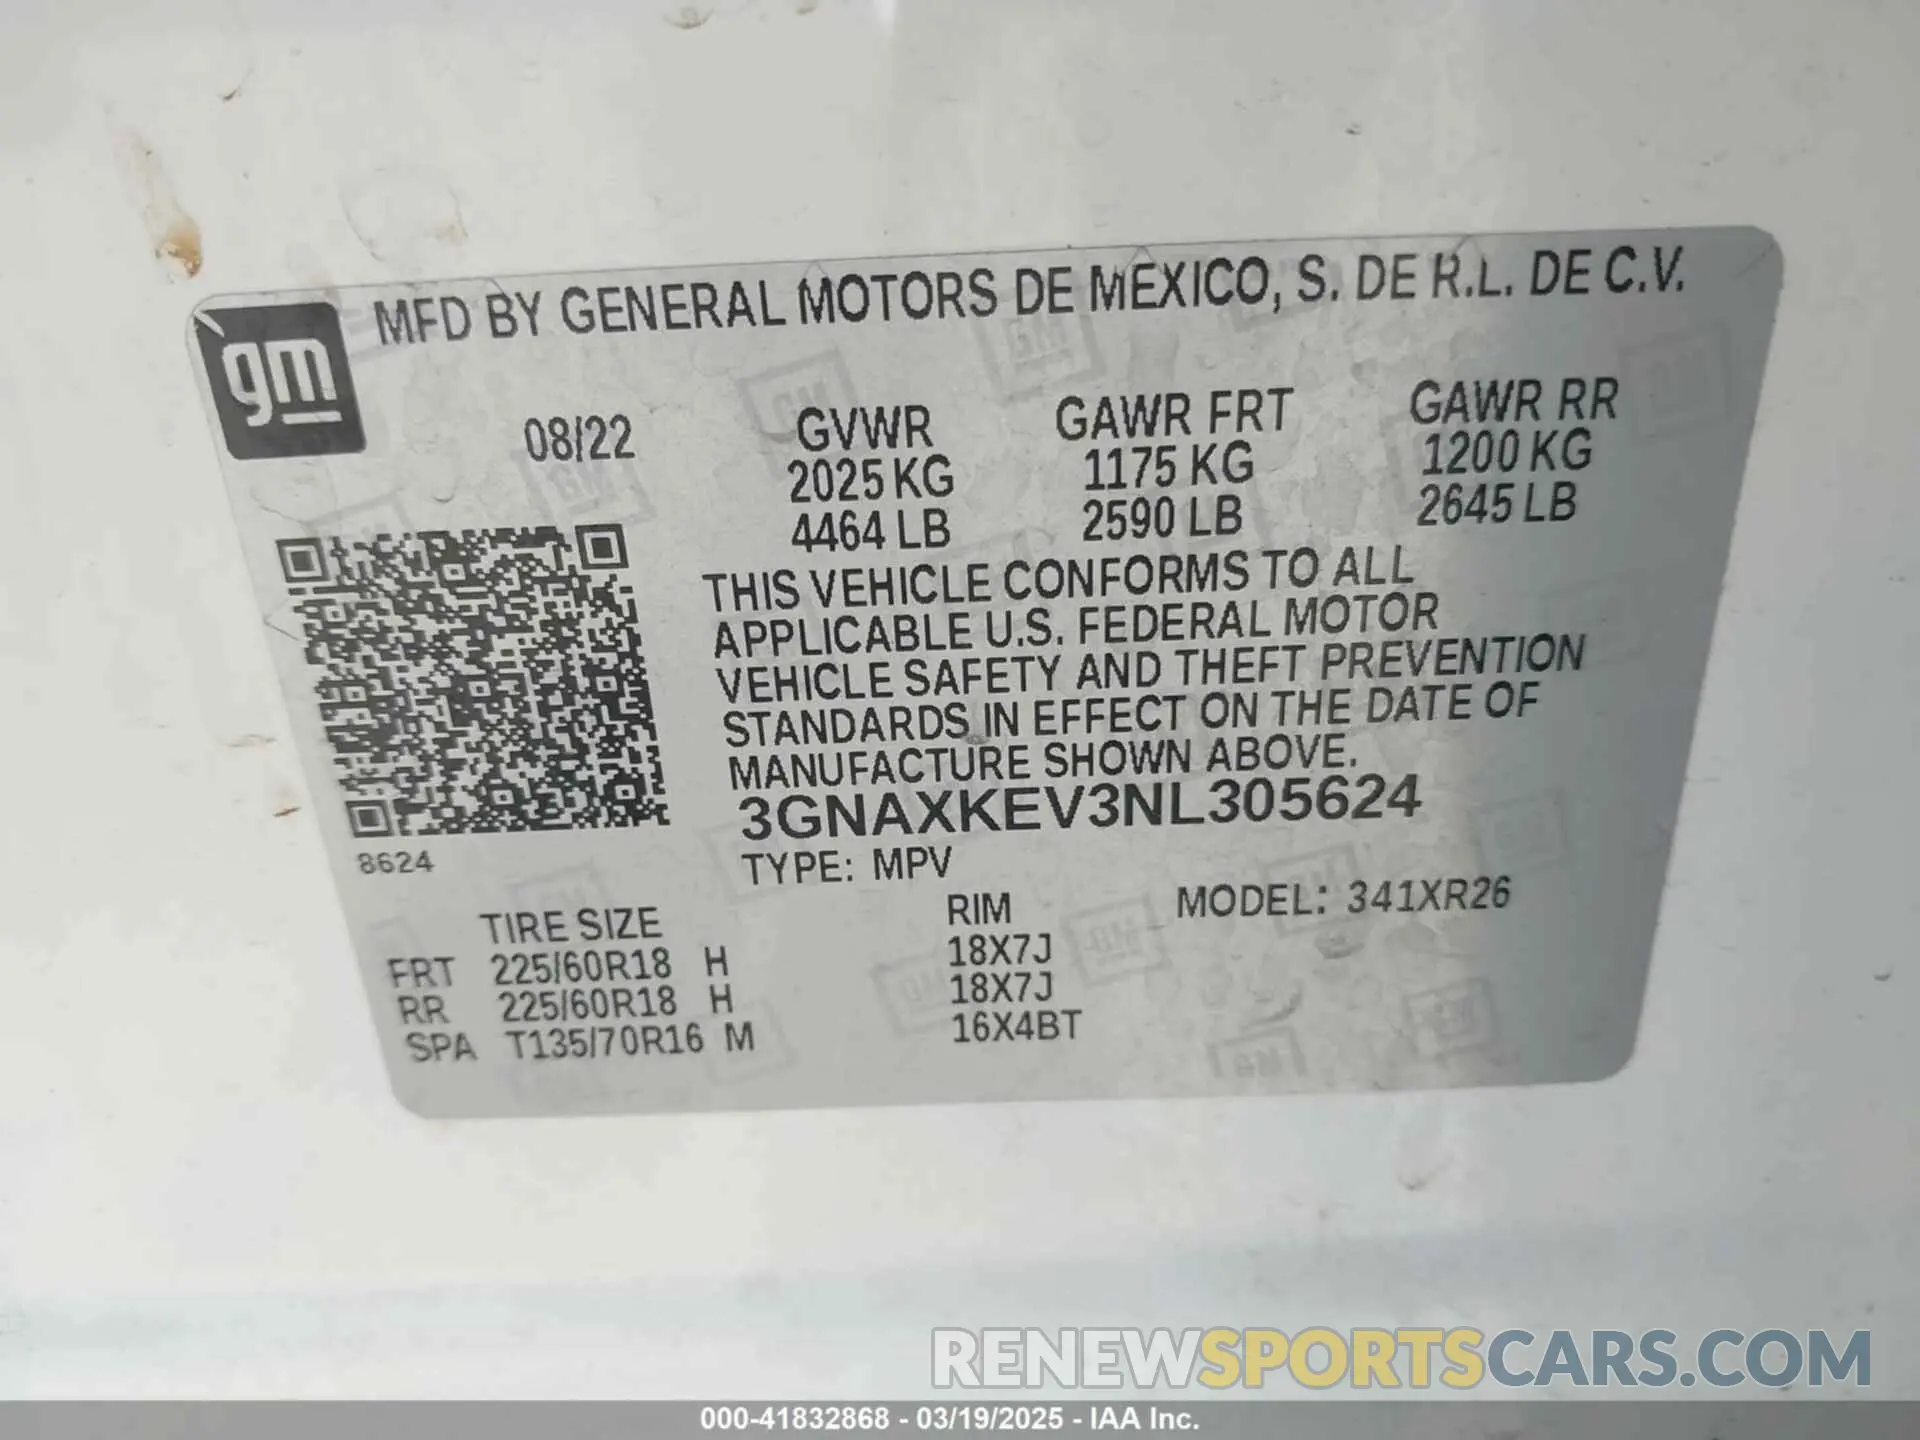 gm
MFD BY GENERAL MOTORS DE MEXICO, S. DE R.L. DE C.V.
08/22
GVWR GAWR FRT GAWR RR
2025 KG 1175 KG 1200 KG
4464 LB 2590 LB 2645 LB
THIS VEHICLE CONFORMS TO ALL
APPLICABLE U.S. FEDERAL MOTOR
VEHICLE SAFETY AND THEFT PREVENTION
STANDARDS IN EFFECT ON THE DATE OF
MANUFACTURE SHOWN ABOVE.
3GNAXKEV3NL305624
8624
TYPE: MPV
MODEL: 341XR26
TIRE SIZE RIM
FRT 225/60R18 H 18X7J
RR 225/60R18 H 18X7J
SPA T135/70R16 M 16X4BT
RENEWSPORTSCARS.COM
000-41832868 - 03/19/2025 - IAA Inc.